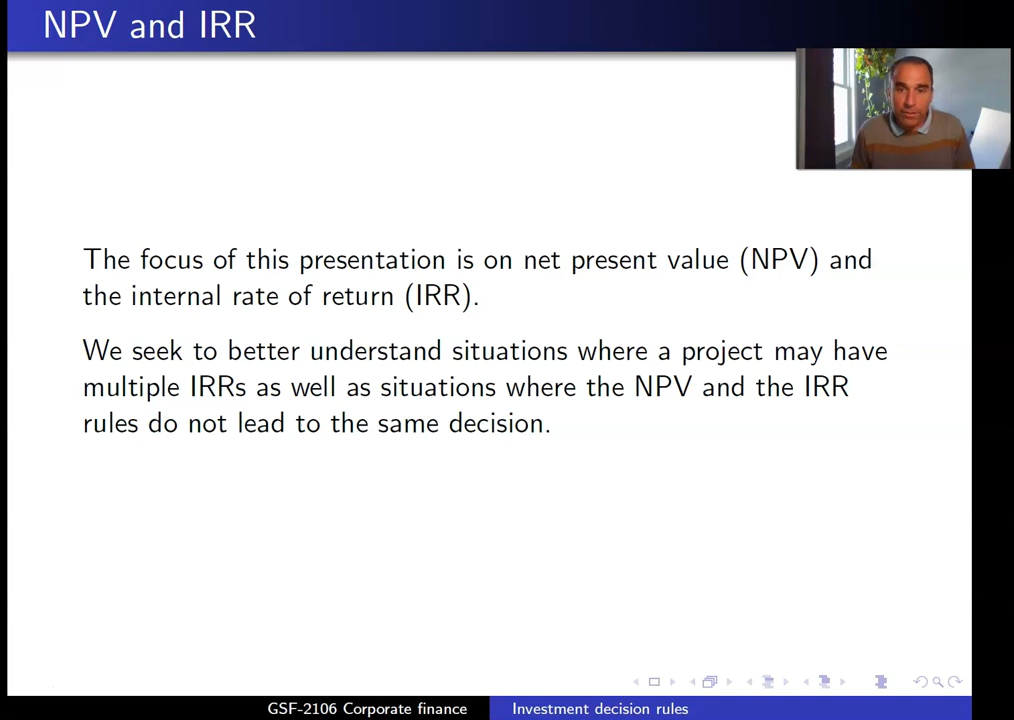 NPV and IRR
The focus of this presentation is on net present value (NPV) and
the internal rate of return (IRR).
We seek to better understand situations where a project may have
multiple IRRs as well as situations where the NPV and the IRR
rules do not lead to the same decision.
GSF-2106 Corporate finance
Investment decision rules